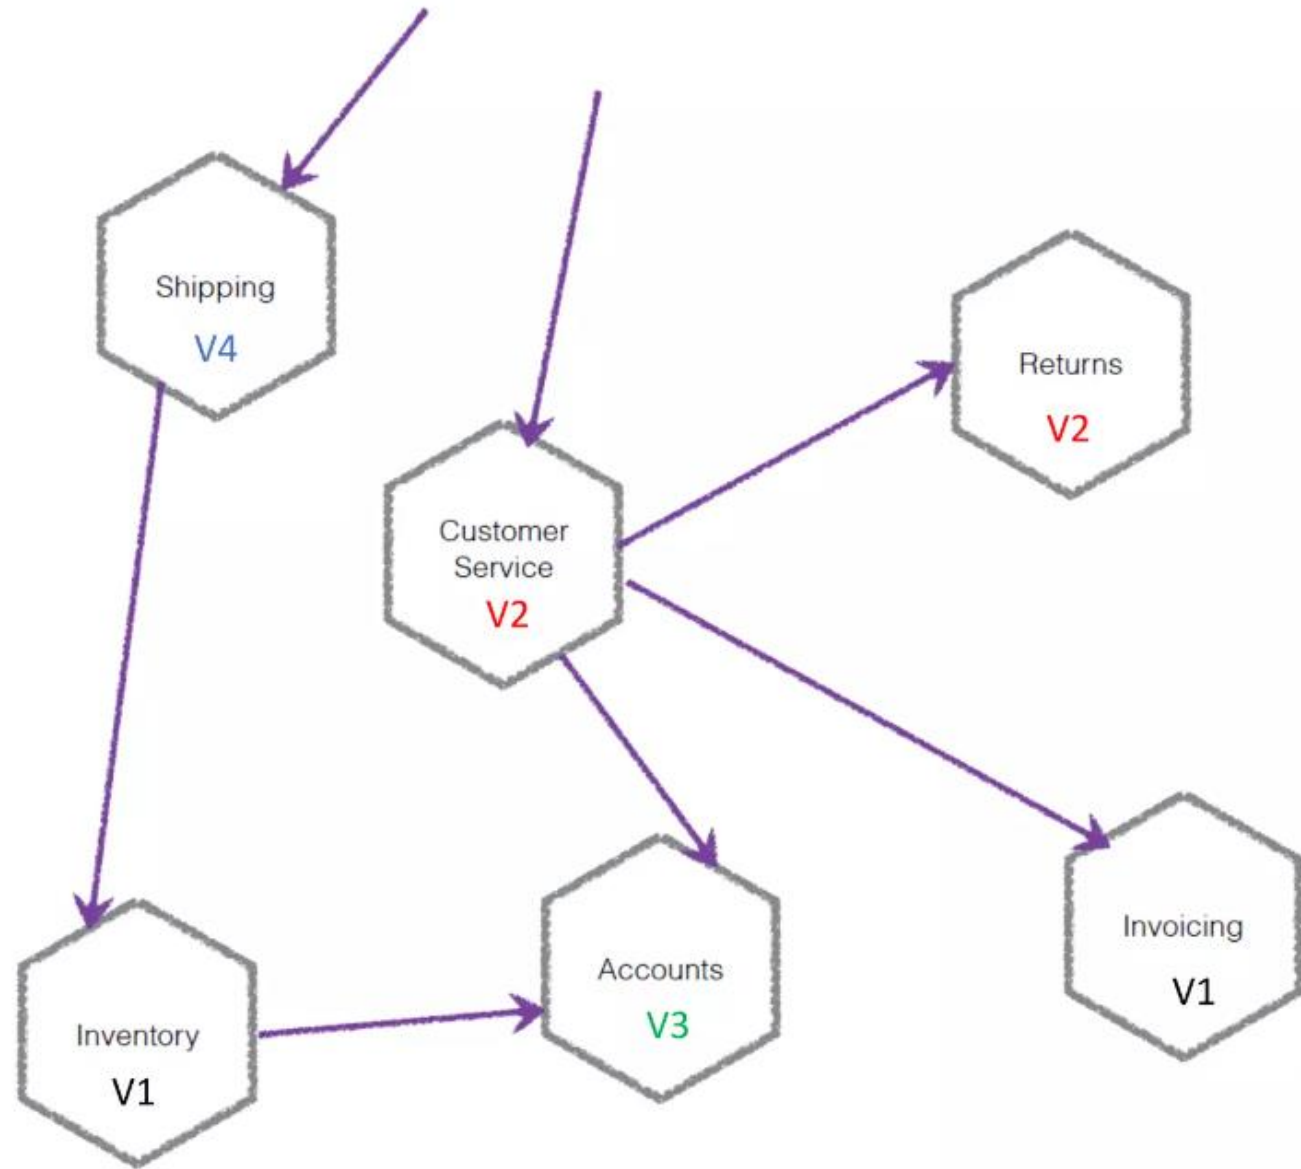 Shipping
V4
Returns
V2
Customer
Service
V2
Invoicing
V1
Accounts
V3
Inventory
V1